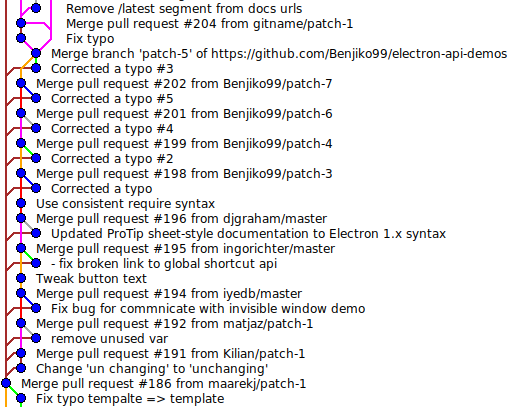 Remove /latest segment from docs urls
Merge pull request #204 from gitname/patch-1
Fix typo
Merge branch 'patch-5' of https://github.com/Benjiko99/electron-api-demos
Corrected a typo #3
Merge pull request #202 from Benjiko99/patch-7
Corrected a typo #5
Merge pull request #201 from Benjiko99/patch-6
Corrected a typo #4
Merge pull request #199 from Benjiko99/patch-4
Corrected a typo #2
Merge pull request #198 from Benjiko99/patch-3
Corrected a typo
Use consistent require syntax
Merge pull request #196 from djgraham/master
Updated ProTip sheet-style documentation to Electron 1.x syntax
Merge pull request #195 from ingorichter/master
- fix broken link to global shortcut api
Tweak button text
Merge pull request #194 from iyedb/master
Fix bug for commnicate with invisible window demo
Merge pull request #192 from matjaz/patch-1
remove unused var
Merge pull request #191 from Kilian/patch-1
Change 'un changing' to 'unchanging'
Merge pull request #186 from maarekj/patch-1
Fix typo tempalte => template